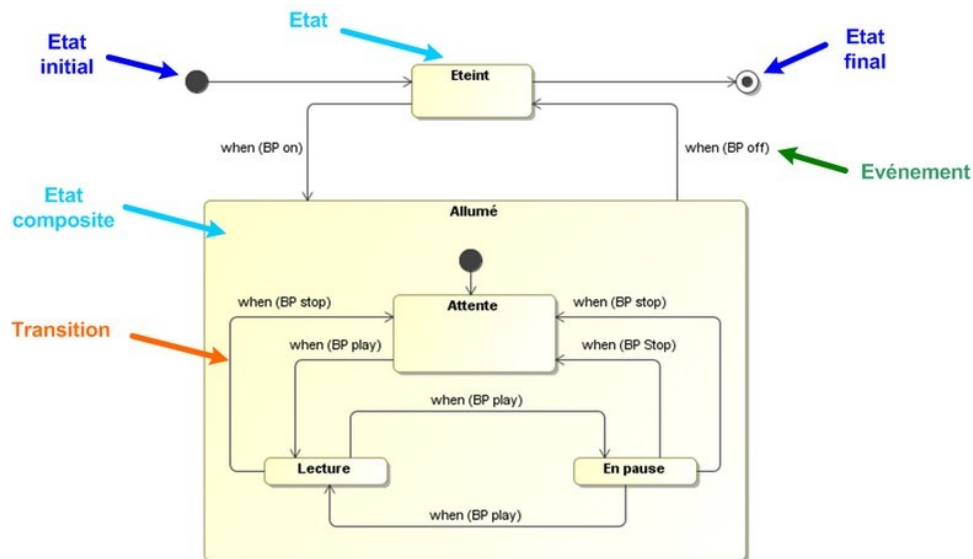 Etat
Etat
initial
Etat
final
Eteint
when (BP on)
when (BP off)
Evénement
Etat
composite
Allumé
when (BP stop)
Attente
when (BP stop)
Transition
when (BP play)
when (BP Stop)
when (BP play)
Lecture
En pause
when (BP play)